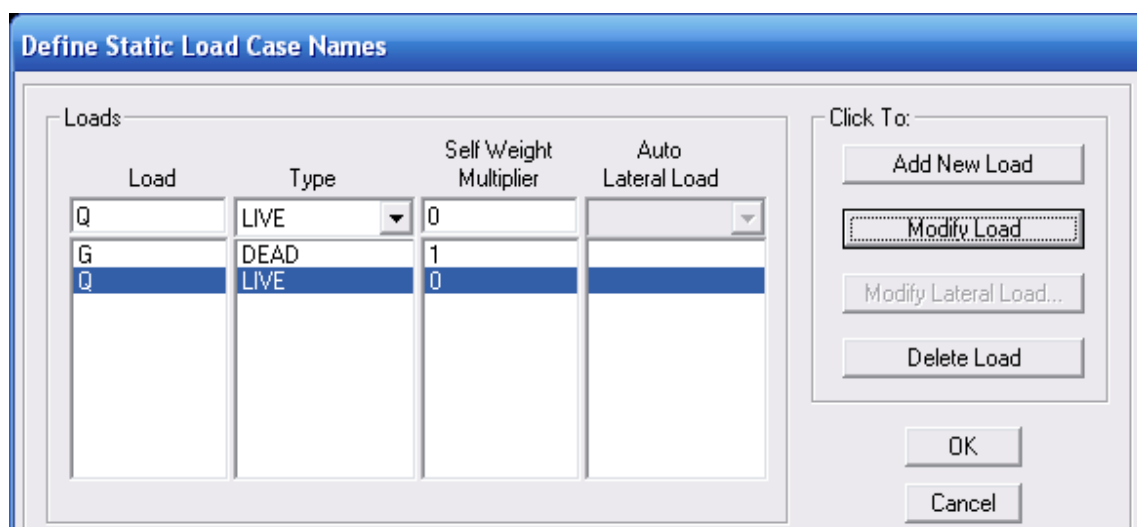 Define Static Load Case Names
Loads
Load Type Self Weight Multiplier Auto Lateral Load
Q LIVE 0
G DEAD 1
Q LIVE 0
Click To:
Add New Load
Modify Load
Modify Lateral Load...
Delete Load
OK
Cancel